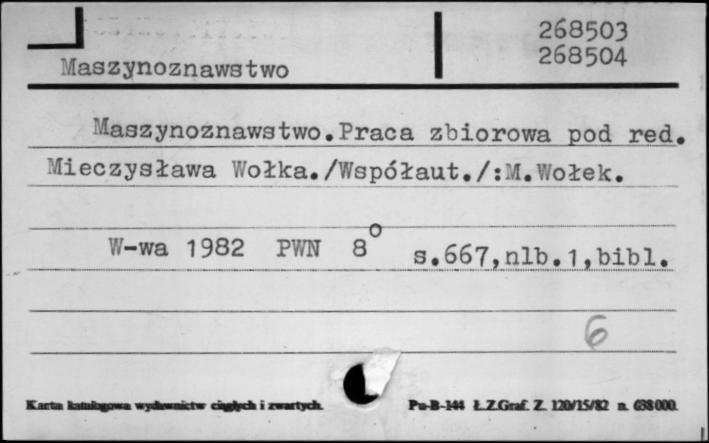 268503
268504
Maszynoznawstwo
Maszynoznawstwo.Praca zbiorowa pod red.
Mieczysława Wołka./Współaut./:M.Wołek.
W-wa 1982 PWN 8° s.667,nlb.1,bibl.
6
Karta katalogowa wydawnictw ciągłych i zwartych. Pu-B-144 Ł.Z.Graf. Z. 120/15/82 n. 638000.